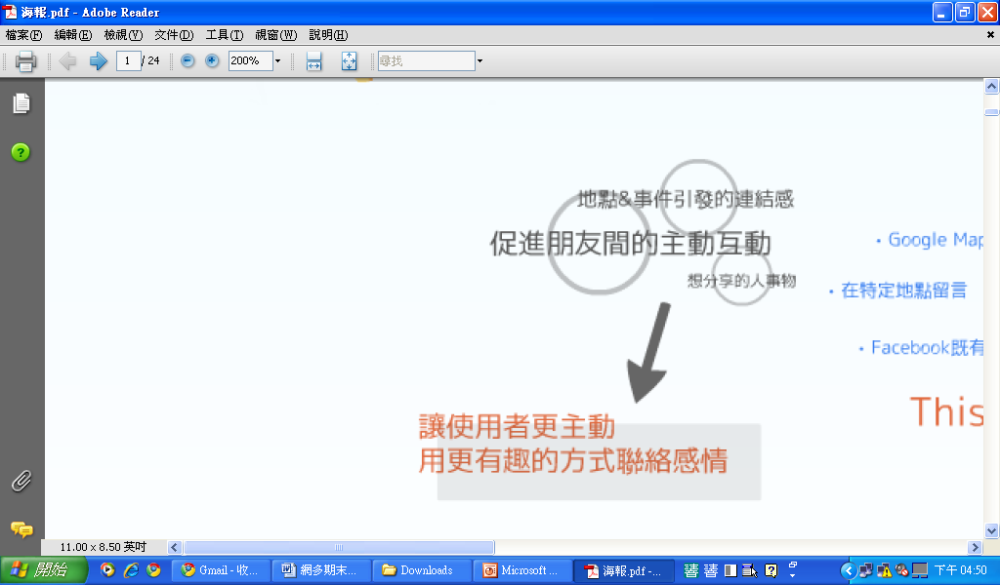 海報.pdf - Adobe Reader
檔案(F) 編輯(E) 檢視(V) 文件(D) 工具(T) 視窗(W) 說明(H)
1 / 24 200% 尋找
地點&事件引發的連結感
促進朋友間的主動互動
想分享的人事物
• Google Map
• 在特定地點留言
• Facebook既有
This
讓使用者更主動
用更有趣的方式聯絡感情
11.00 x 8.50 英吋
開始 Gmail - 收... 網多期末... Downloads Microsoft ... 海報.pdf -... 下午 04:50